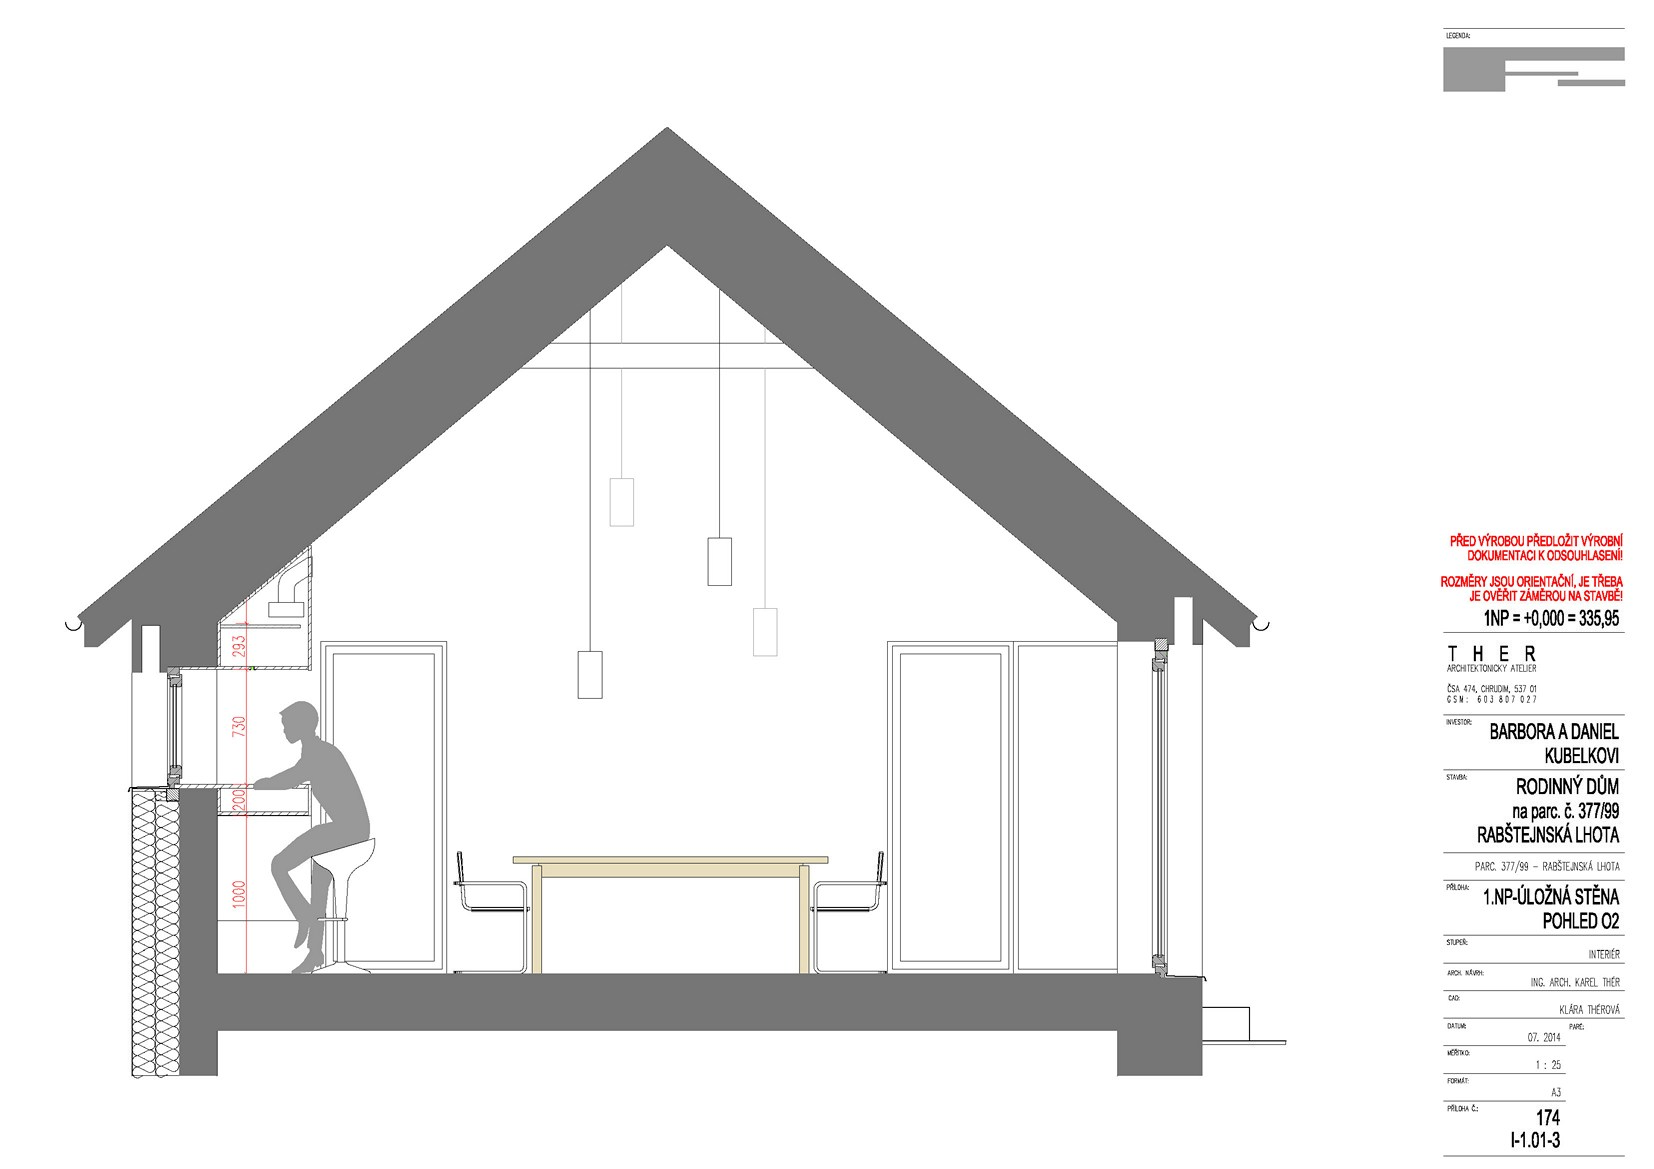 LEGENDA:
293
730
200
1000
PŘED VÝROBOU PŘEDLOŽIT VÝROBNÍ
DOKUMENTACI K ODSOUHLASENÍ!
ROZMĚRY JSOU ORIENTAČNÍ, JE TŘEBA
JE OVĚŘIT ZÁMĚROU NA STAVBĚ!
1NP = +0,000 = 335,95
THER
ARCHITEKTONICKÝ ATELIER
ČSA 474, CHRUDIM, 537 01
GSM: 603 807 027
INVESTOR:
BARBORA A DANIEL
KUBELKOVI
STAVBA:
RODINNÝ DŮM
na parc. č. 377/99
RABŠTEJNSKÁ LHOTA
PARC. 377/99 – RABŠTEJNSKÁ LHOTA
PŘÍLOHA:
1.NP-ÚLOŽNÁ STĚNA
POHLED O2
STUPEŇ:
INTERIÉR
ARCH. NÁVRH:
ING. ARCH. KAREL THÉR
CAD:
KLÁRA THÉROVÁ
DATUM: PARÉ:
07. 2014
MĚŘÍTKO:
1 : 25
FORMÁT:
A3
PŘÍLOHA Č.:
174
I-1.01-3